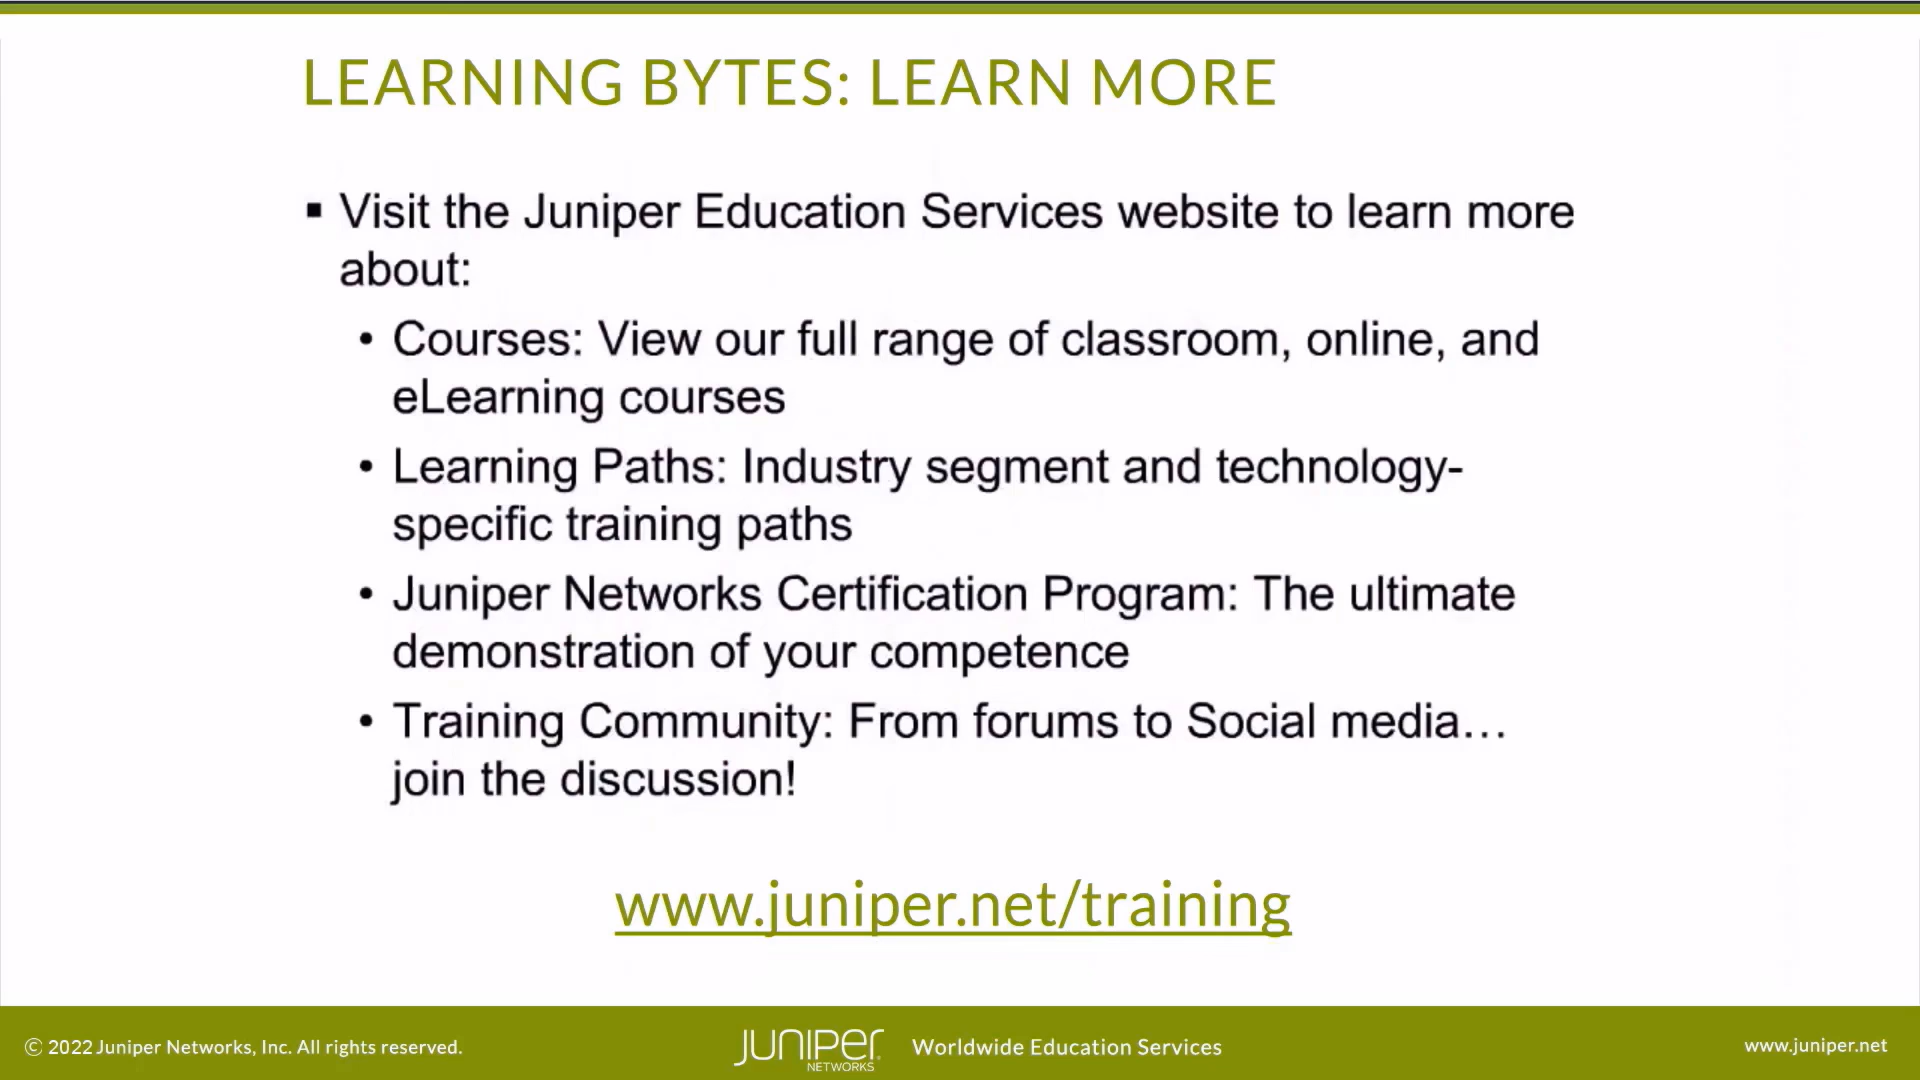 LEARNING BYTES: LEARN MORE
▪ Visit the Juniper Education Services website to learn more
about:
• Courses: View our full range of classroom, online, and
eLearning courses
• Learning Paths: Industry segment and technology-
specific training paths
• Juniper Networks Certification Program: The ultimate
demonstration of your competence
• Training Community: From forums to Social media…
join the discussion!
www.juniper.net/training
© 2022 Juniper Networks, Inc. All rights reserved.
JUNIPER
NETWORKS
Worldwide Education Services
www.juniper.net